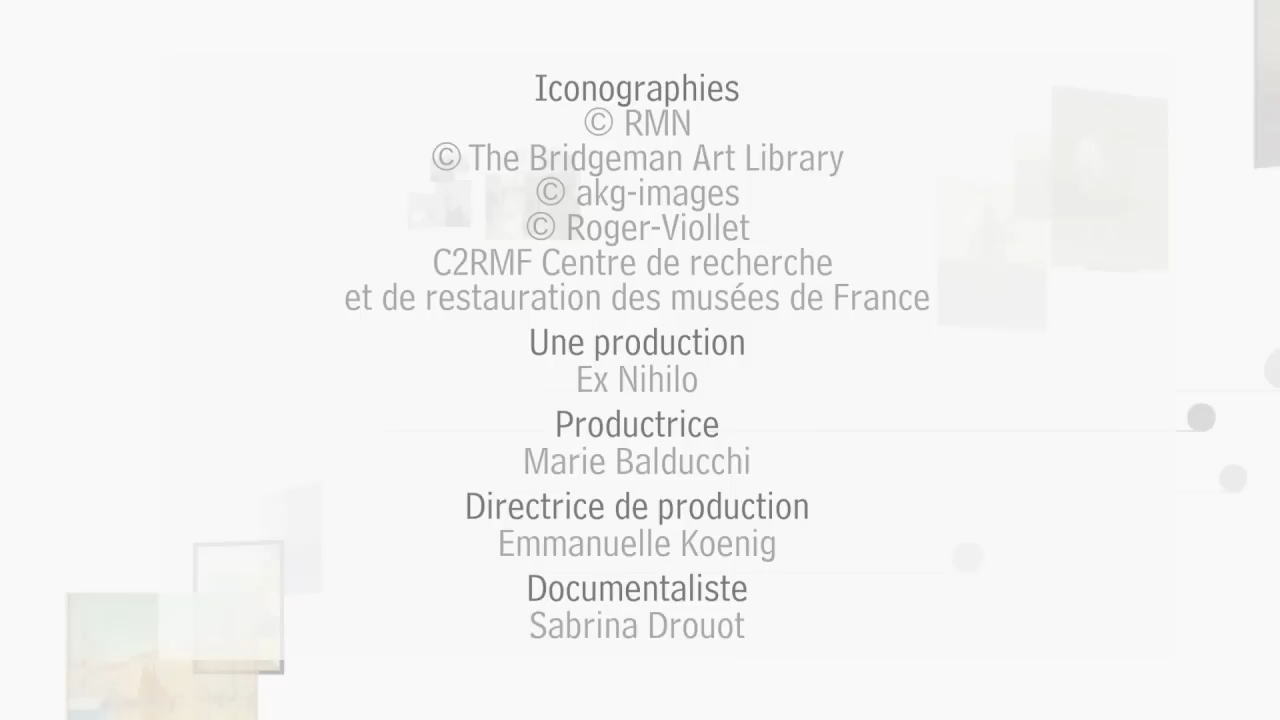 Iconographies
© RMN
© The Bridgeman Art Library
© akg-images
© Roger-Viollet
C2RMF Centre de recherche
et de restauration des musées de France
Une production
Ex Nihilo
Productrice
Marie Balducchi
Directrice de production
Emmanuelle Koenig
Documentaliste
Sabrina Drouot